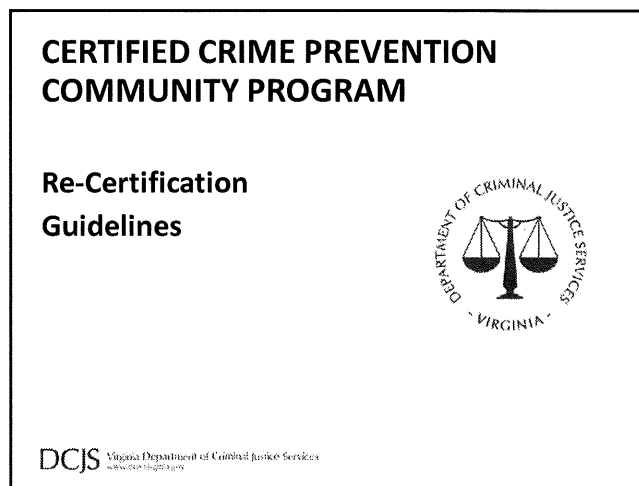 CERTIFIED CRIME PREVENTION
COMMUNITY PROGRAM
Re-Certification
Guidelines
DEPARTMENT OF CRIMINAL JUSTICE SERVICES
- VIRGINIA -
DCJS Virginia Department of Criminal Justice Services